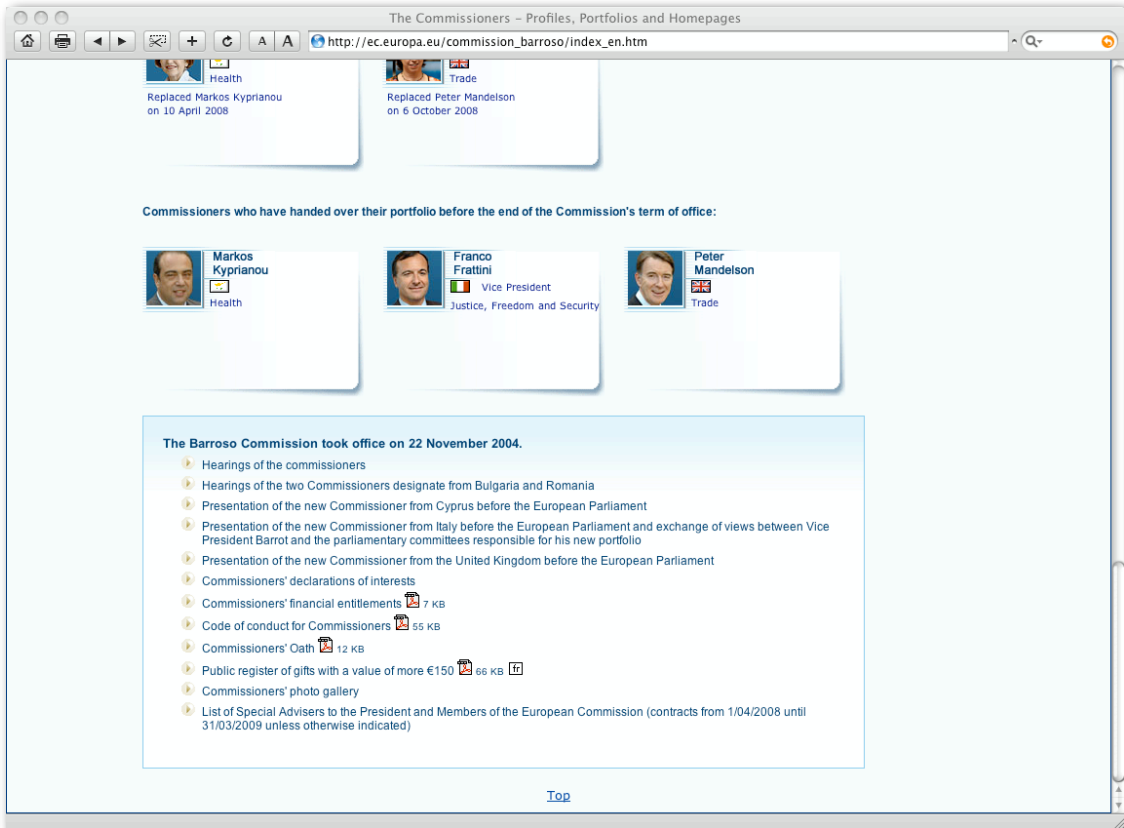 The Commissioners – Profiles, Portfolios and Homepages
A A http://ec.europa.eu/commission_barroso/index_en.htm Q
Health
Trade
Replaced Markos Kyprianou
on 10 April 2008
Replaced Peter Mandelson
on 6 October 2008
Commissioners who have handed over their portfolio before the end of the Commission's term of office:
Markos
Kyprianou
Health
Franco
Frattini
Vice President
Justice, Freedom and Security
Peter
Mandelson
Trade
The Barroso Commission took office on 22 November 2004.
Hearings of the commissioners
Hearings of the two Commissioners designate from Bulgaria and Romania
Presentation of the new Commissioner from Cyprus before the European Parliament
Presentation of the new Commissioner from Italy before the European Parliament and exchange of views between Vice
President Barrot and the parliamentary committees responsible for his new portfolio
Presentation of the new Commissioner from the United Kingdom before the European Parliament
Commissioners' declarations of interests
Commissioners' financial entitlements 7 KB
Code of conduct for Commissioners 55 KB
Commissioners' Oath 12 KB
Public register of gifts with a value of more €150 66 KB fr
Commissioners' photo gallery
List of Special Advisers to the President and Members of the European Commission (contracts from 1/04/2008 until
31/03/2009 unless otherwise indicated)
Top